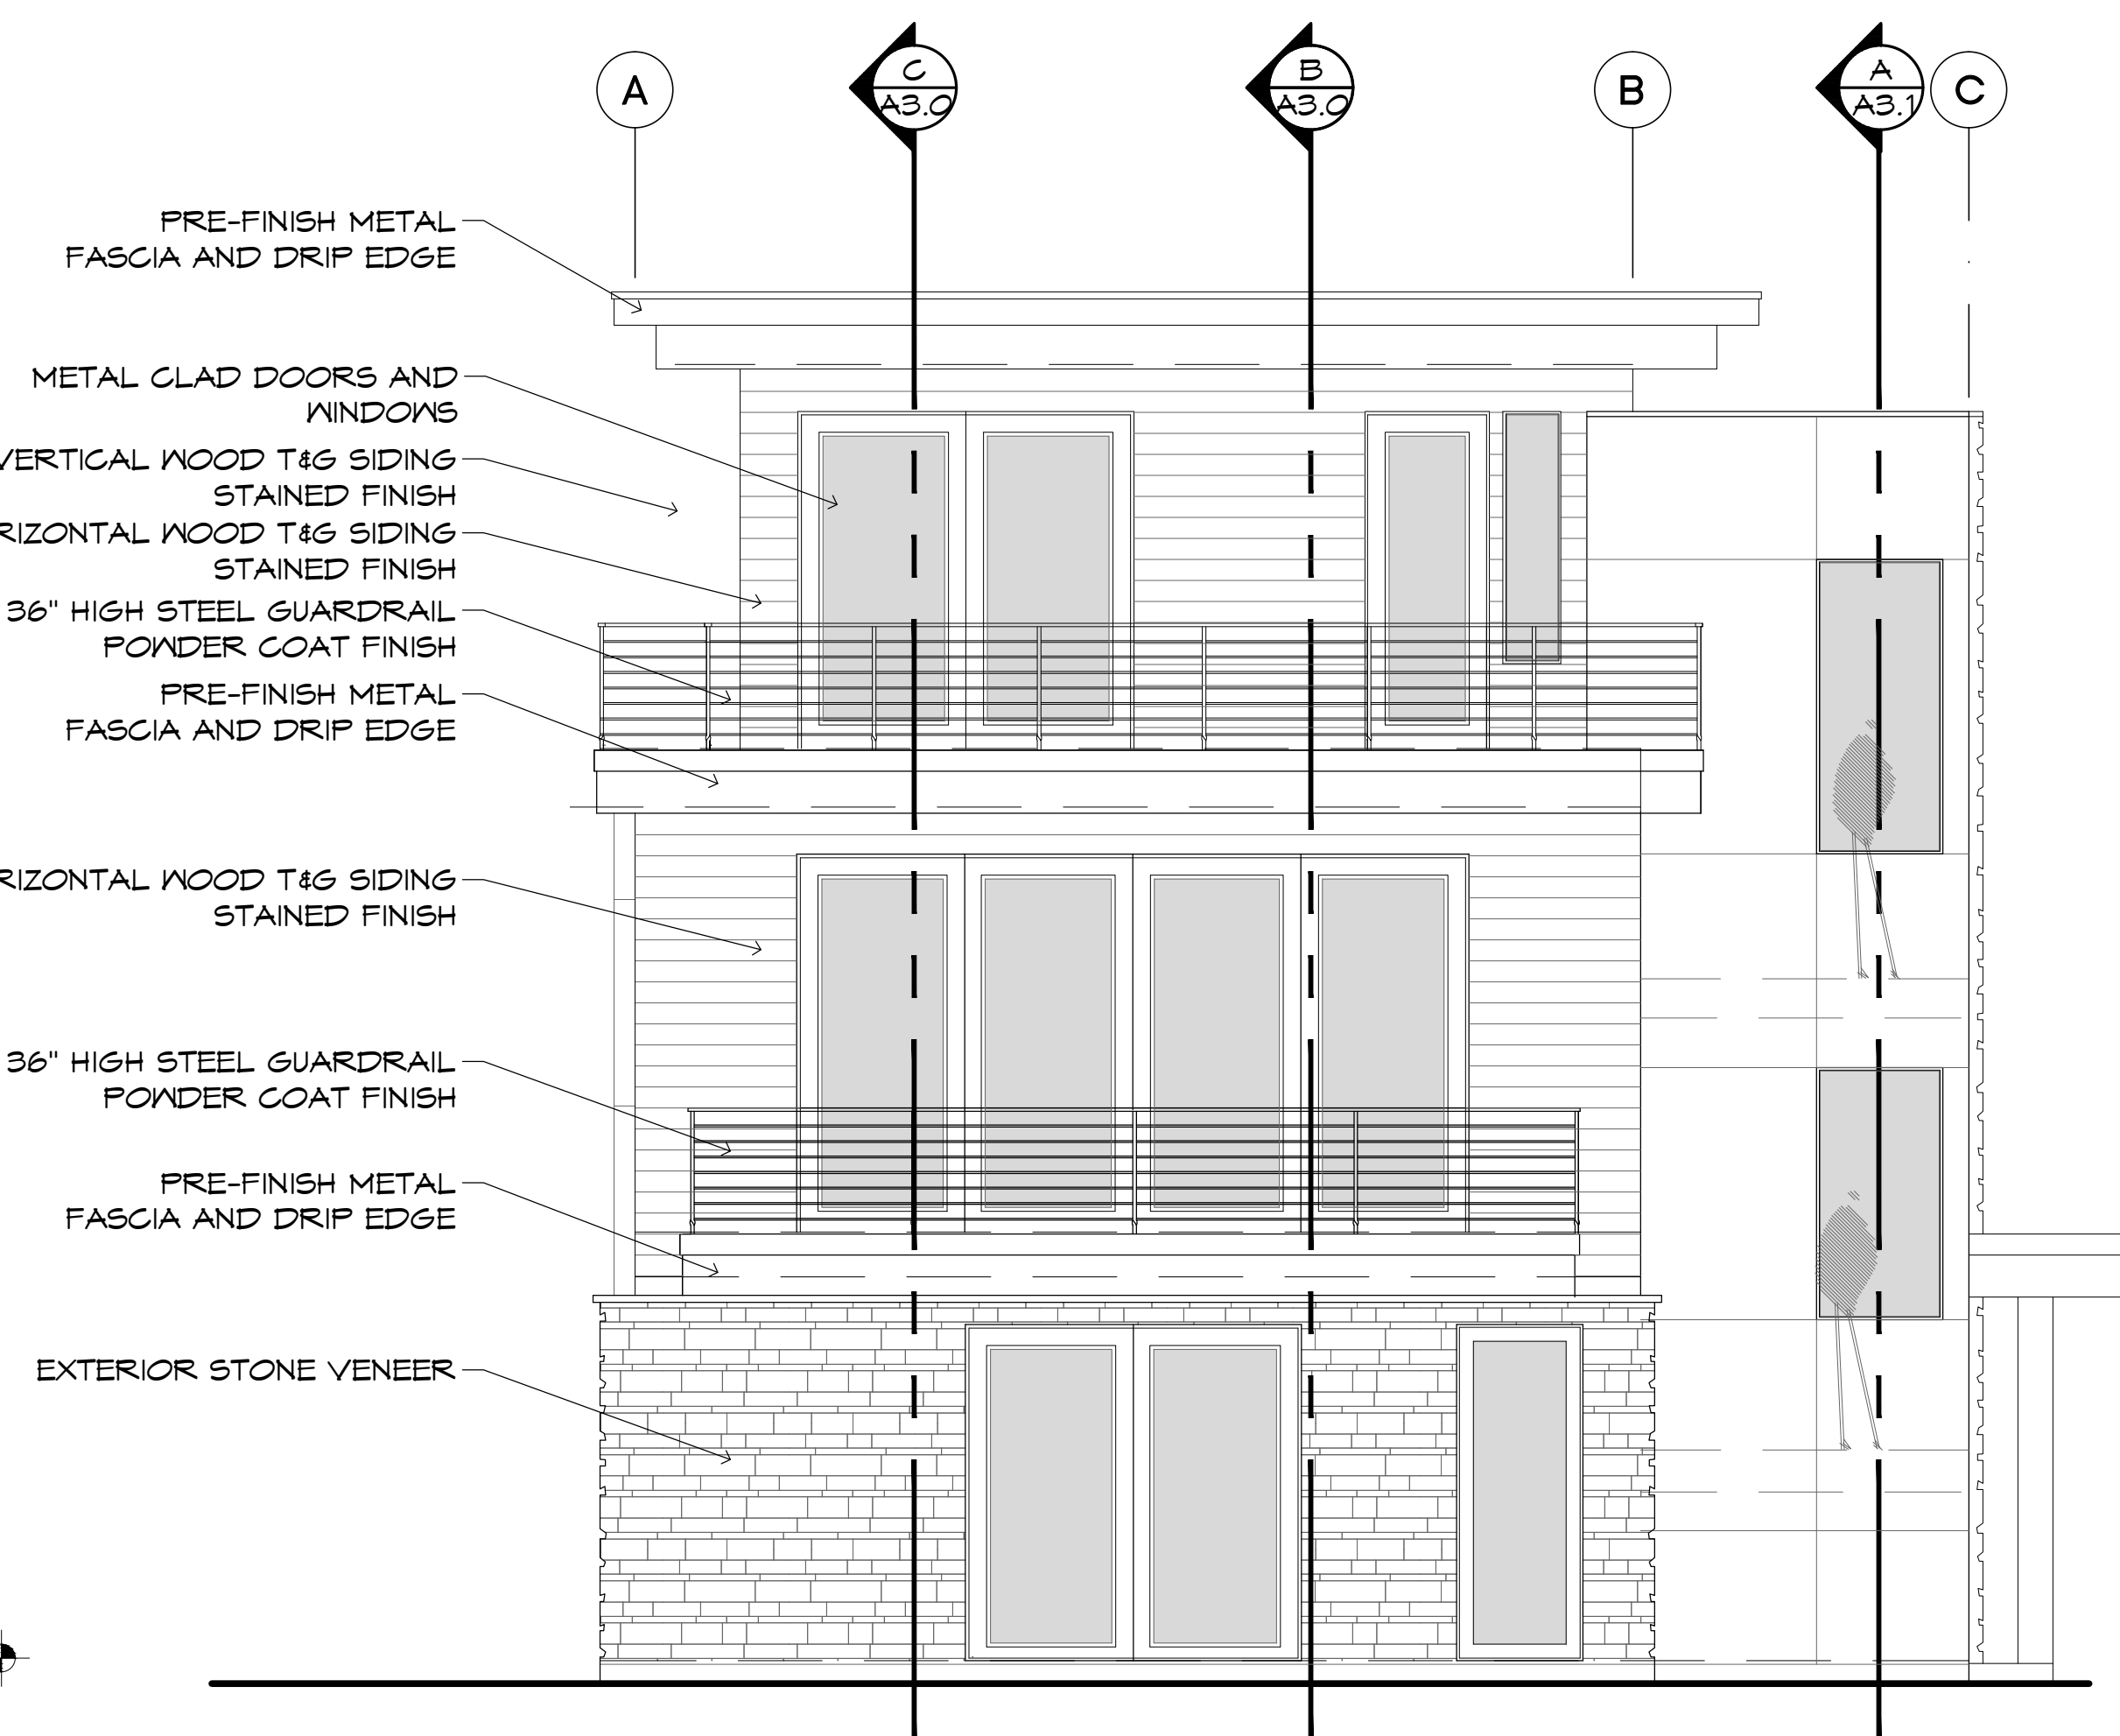 A
C
A3.0
B
A3.0
B
A
A3.1
C
PRE-FINISH METAL
FASCIA AND DRIP EDGE
METAL CLAD DOORS AND
WINDOWS
VERTICAL WOOD T&G SIDING
STAINED FINISH
RIZONTAL WOOD T&G SIDING
STAINED FINISH
36" HIGH STEEL GUARDRAIL
POWDER COAT FINISH
PRE-FINISH METAL
FASCIA AND DRIP EDGE
RIZONTAL WOOD T&G SIDING
STAINED FINISH
36" HIGH STEEL GUARDRAIL
POWDER COAT FINISH
PRE-FINISH METAL
FASCIA AND DRIP EDGE
EXTERIOR STONE VENEER